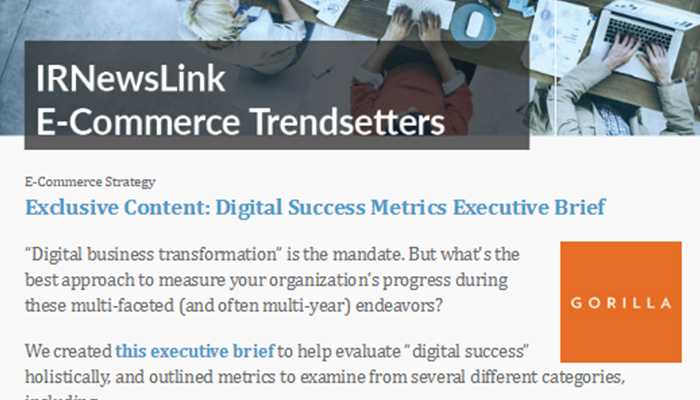 IRNewsLink
E-Commerce Trendsetters
E-Commerce Strategy
Exclusive Content: Digital Success Metrics Executive Brief
“Digital business transformation” is the mandate. But what’s the
best approach to measure your organization’s progress during
these multi-faceted (and often multi-year) endeavors?
GORILLA
We created this executive brief to help evaluate “digital success”
holistically, and outlined metrics to examine from several different categories,